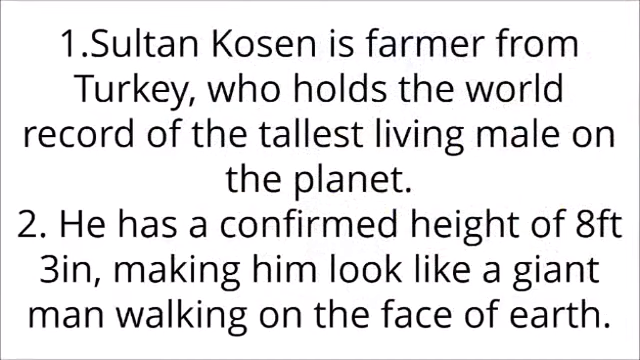 1.Sultan Kosen is farmer from
Turkey, who holds the world
record of the tallest living male on
the planet.
2. He has a confirmed height of 8ft
3in, making him look like a giant
man walking on the face of earth.